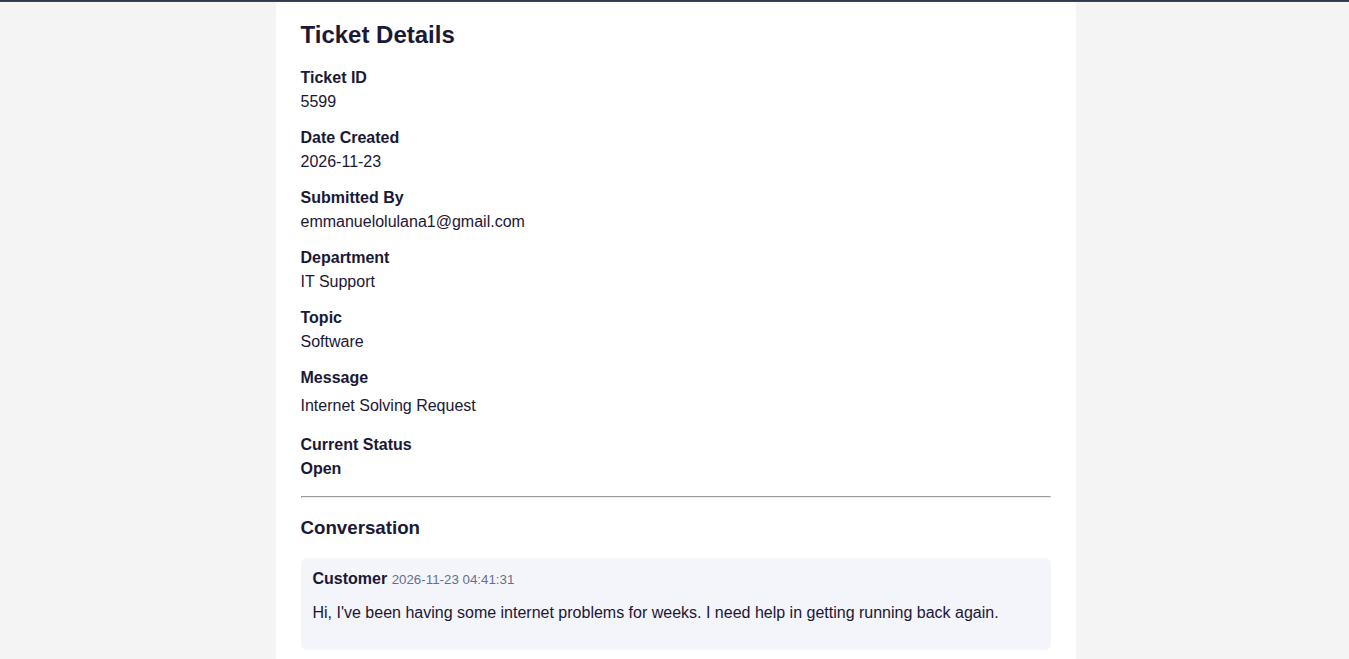 Ticket Details
Ticket ID
5599
Date Created
2026-11-23
Submitted By
emmanuelolulana1@gmail.com
Department
IT Support
Topic
Software
Message
Internet Solving Request
Current Status
Open
Conversation
Customer 2026-11-23 04:41:31
Hi, I've been having some internet problems for weeks. I need help in getting running back again.